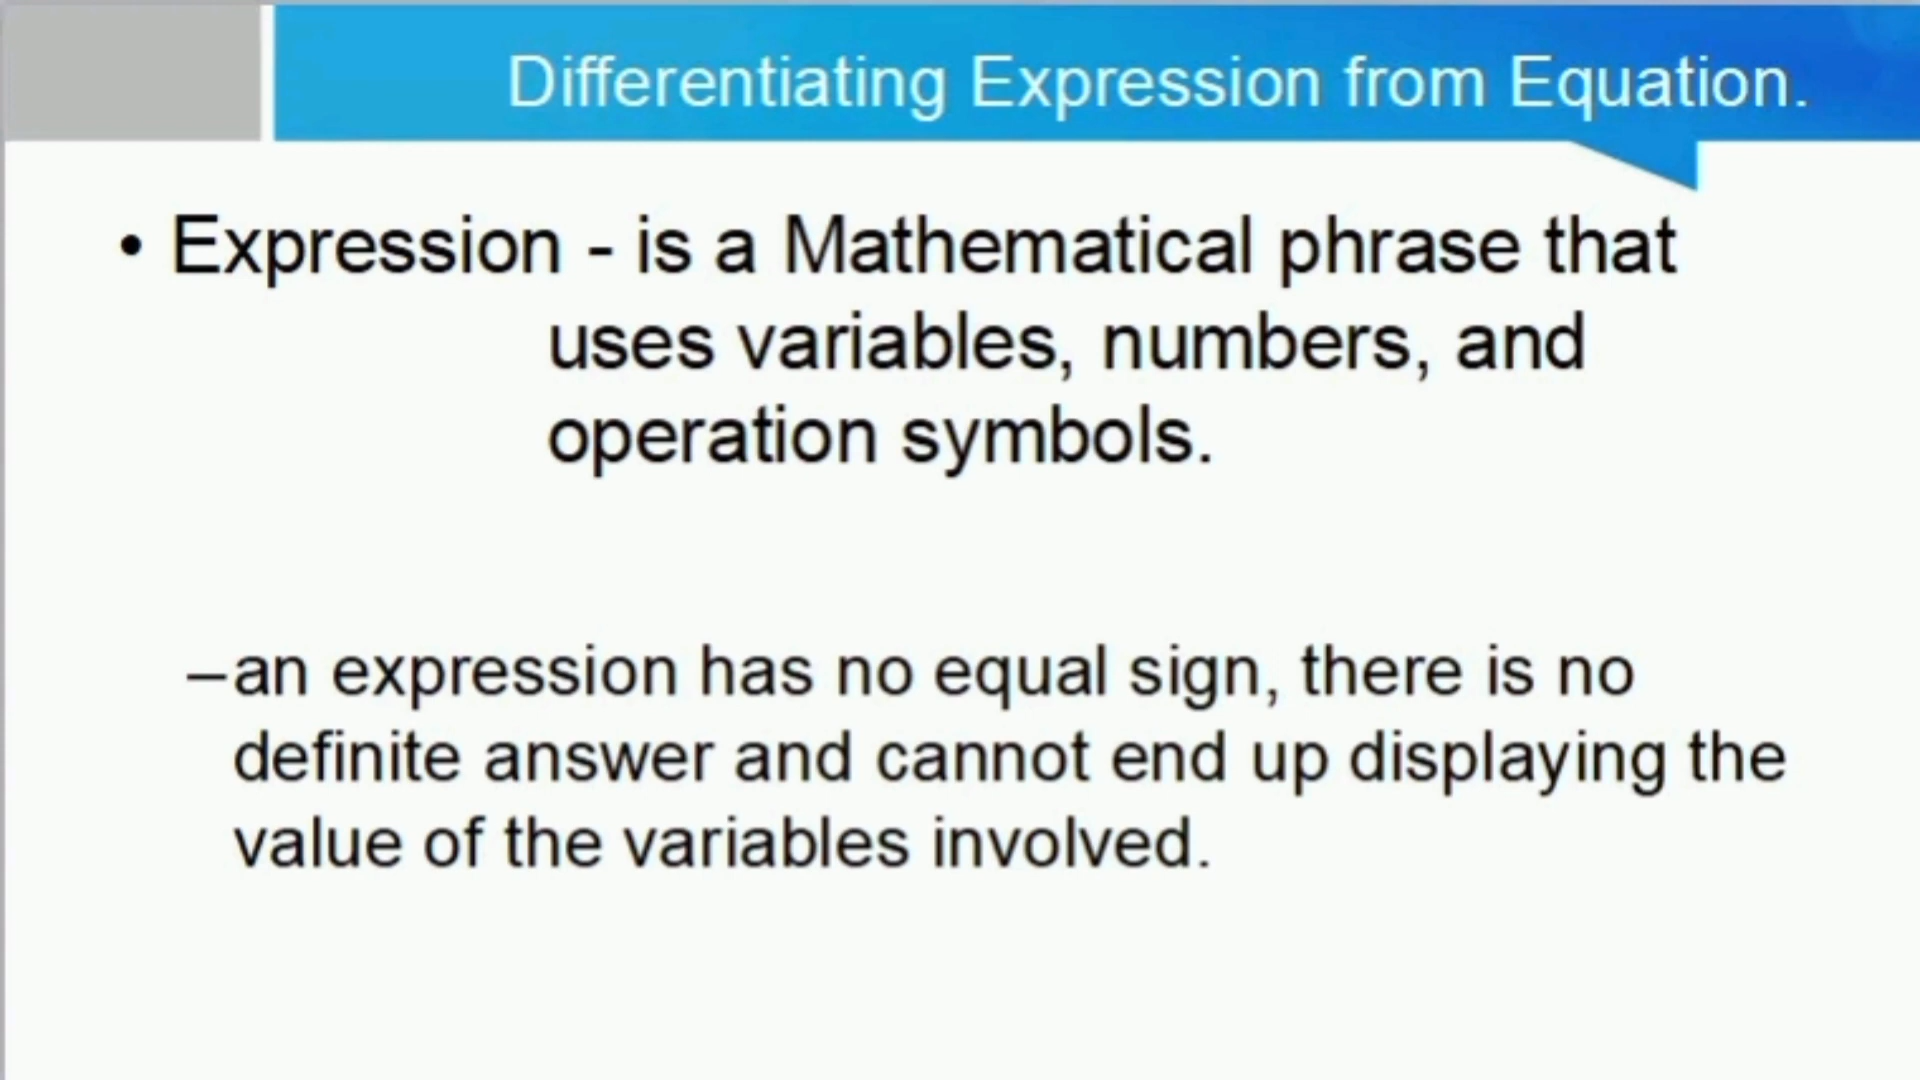 Differentiating Expression from Equation.
• Expression - is a Mathematical phrase that
uses variables, numbers, and
operation symbols.
–an expression has no equal sign, there is no
definite answer and cannot end up displaying the
value of the variables involved.